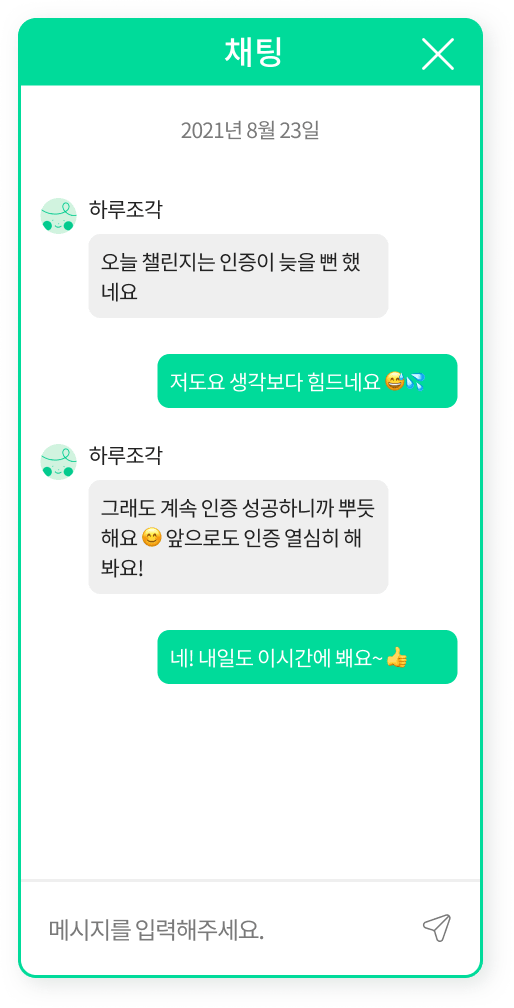 채팅
2021년 8월 23일
하루조각
오늘 챌린지는 인증이 늦을 뻔 했
네요
저도요 생각보다 힘드네요 😅💦
하루조각
그래도 계속 인증 성공하니까 뿌듯
해요 😊 앞으로도 인증 열심히 해
봐요!
네! 내일도 이시간에 봬요~ 👍
메시지를 입력해주세요.